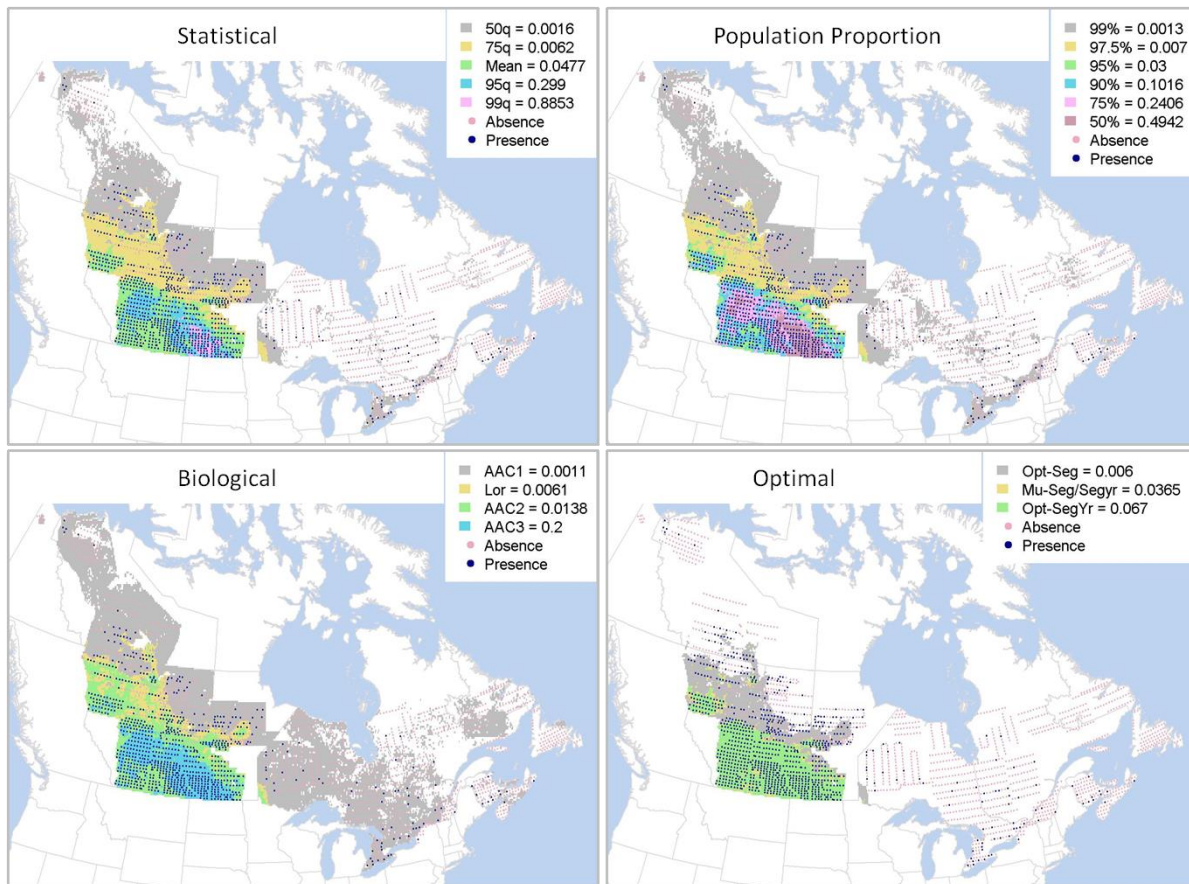 Statistical
50q = 0.0016
75q = 0.0062
Mean = 0.0477
95q = 0.299
99q = 0.8853
Absence
Presence
Population Proportion
99% = 0.0013
97.5% = 0.007
95% = 0.03
90% = 0.1016
75% = 0.2406
50% = 0.4942
Absence
Presence
Biological
AAC1 = 0.0011
Lor = 0.0061
AAC2 = 0.0138
AAC3 = 0.2
Absence
Presence
Optimal
Opt-Seg = 0.006
Mu-Seg/Segyr = 0.0365
Opt-SegYr = 0.067
Absence
Presence